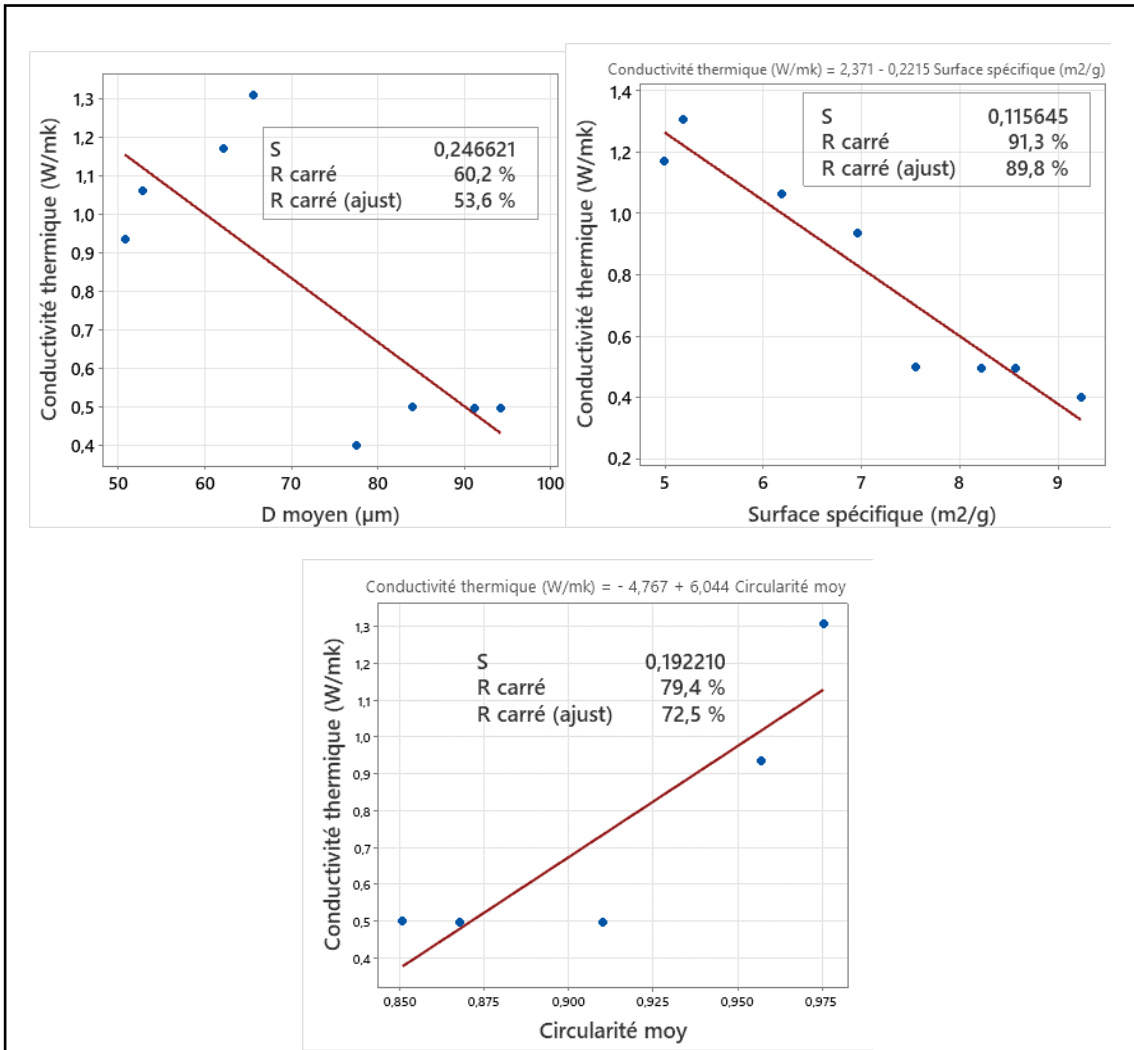 Conductivité thermique (W/mk)
1,3
1,2
1,1
1,0
0,9
0,8
0,7
0,6
0,5
0,4
S 0,246621
R carré 60,2 %
R carré (ajust) 53,6 %
50 60 70 80 90 100
D moyen (µm)
Conductivité thermique (W/mk) = 2,371 - 0,2215 Surface spécifique (m2/g)
Conductivité thermique (W/mk)
1,4
1,2
1,0
0,8
0,6
0,4
0,2
S 0,115645
R carré 91,3 %
R carré (ajust) 89,8 %
5 6 7 8 9
Surface spécifique (m2/g)
Conductivité thermique (W/mk) = - 4,767 + 6,044 Circularité moy
Conductivité thermique (W/mk)
1,3
1,2
1,1
1,0
0,9
0,8
0,7
0,6
0,5
0,4
S 0,192210
R carré 79,4 %
R carré (ajust) 72,5 %
0,850 0,875 0,900 0,925 0,950 0,975
Circularité moy